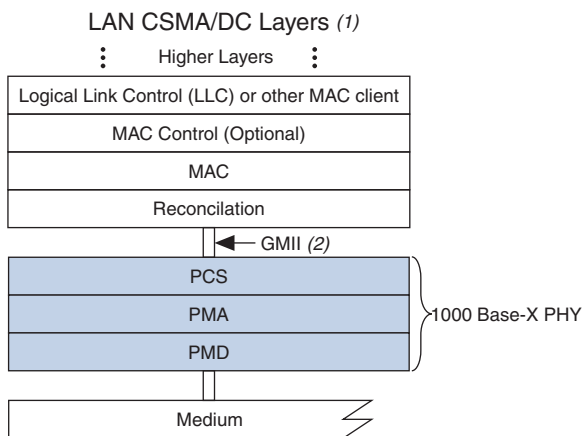 LAN CSMA/DC Layers (1)
Higher Layers
Logical Link Control (LLC) or other MAC client
MAC Control (Optional)
MAC
Reconcilation
GMII (2)
PCS
PMA
PMD
1000 Base-X PHY
Medium